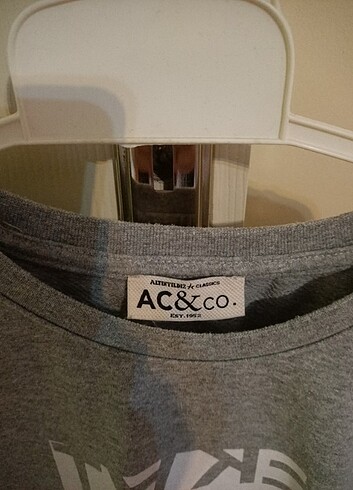 ALTINYILDIZ CLASSICS
AC&CO.
EST. 1952